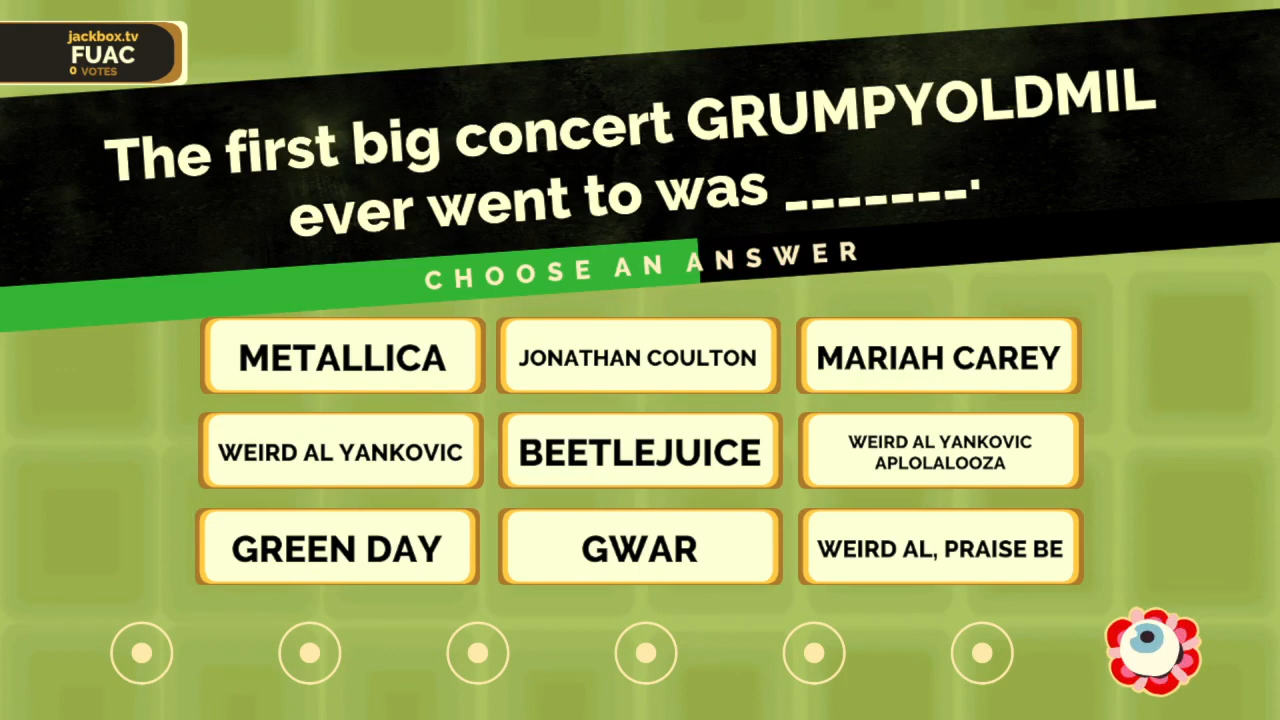 jackbox.tv
FUAC
0 VOTES
The first big concert GRUMPYOLDMIL
ever went to was _______.
CHOOSE AN ANSWER
METALLICA
JONATHAN COULTON
MARIAH CAREY
WEIRD AL YANKOVIC
BEETLEJUICE
WEIRD AL YANKOVIC
APLOLALOOZA
GREEN DAY
GWAR
WEIRD AL, PRAISE BE